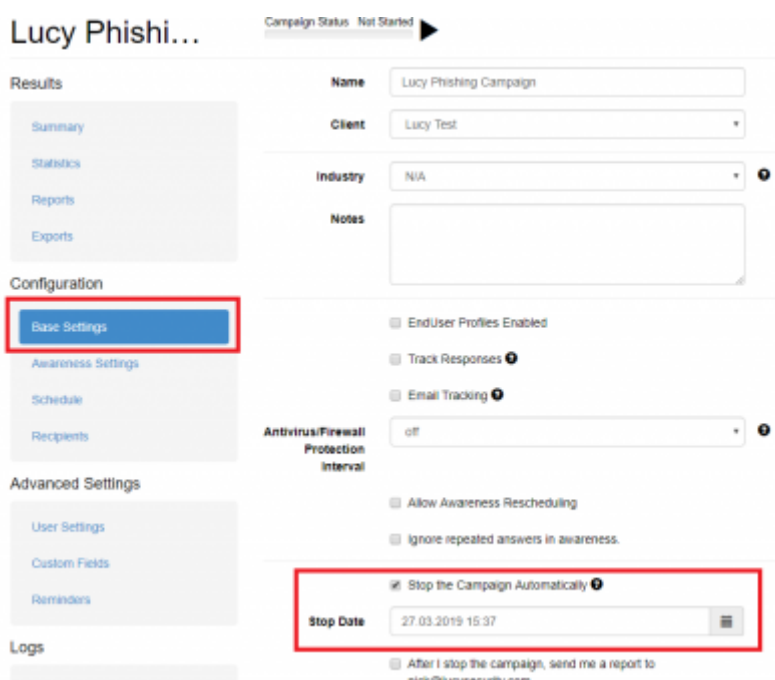 Lucy Phishi...
Campaign Status Not Started
Results
Summary
Statistics
Reports
Exports
Configuration
Base Settings
Awareness Settings
Schedule
Recipients
Advanced Settings
User Settings
Custom Fields
Reminders
Logs
Name
Lucy Phishing Campaign
Client
Lucy Test
Industry
N/A
Notes
EndUser Profiles Enabled
Track Responses
Email Tracking
Antivirus/Firewall
Protection
Interval
off
Allow Awareness Rescheduling
Ignore repeated answers in awareness.
Stop the Campaign Automatically
Stop Date
27.03.2019 15:37
After I stop the campaign, send me a report to